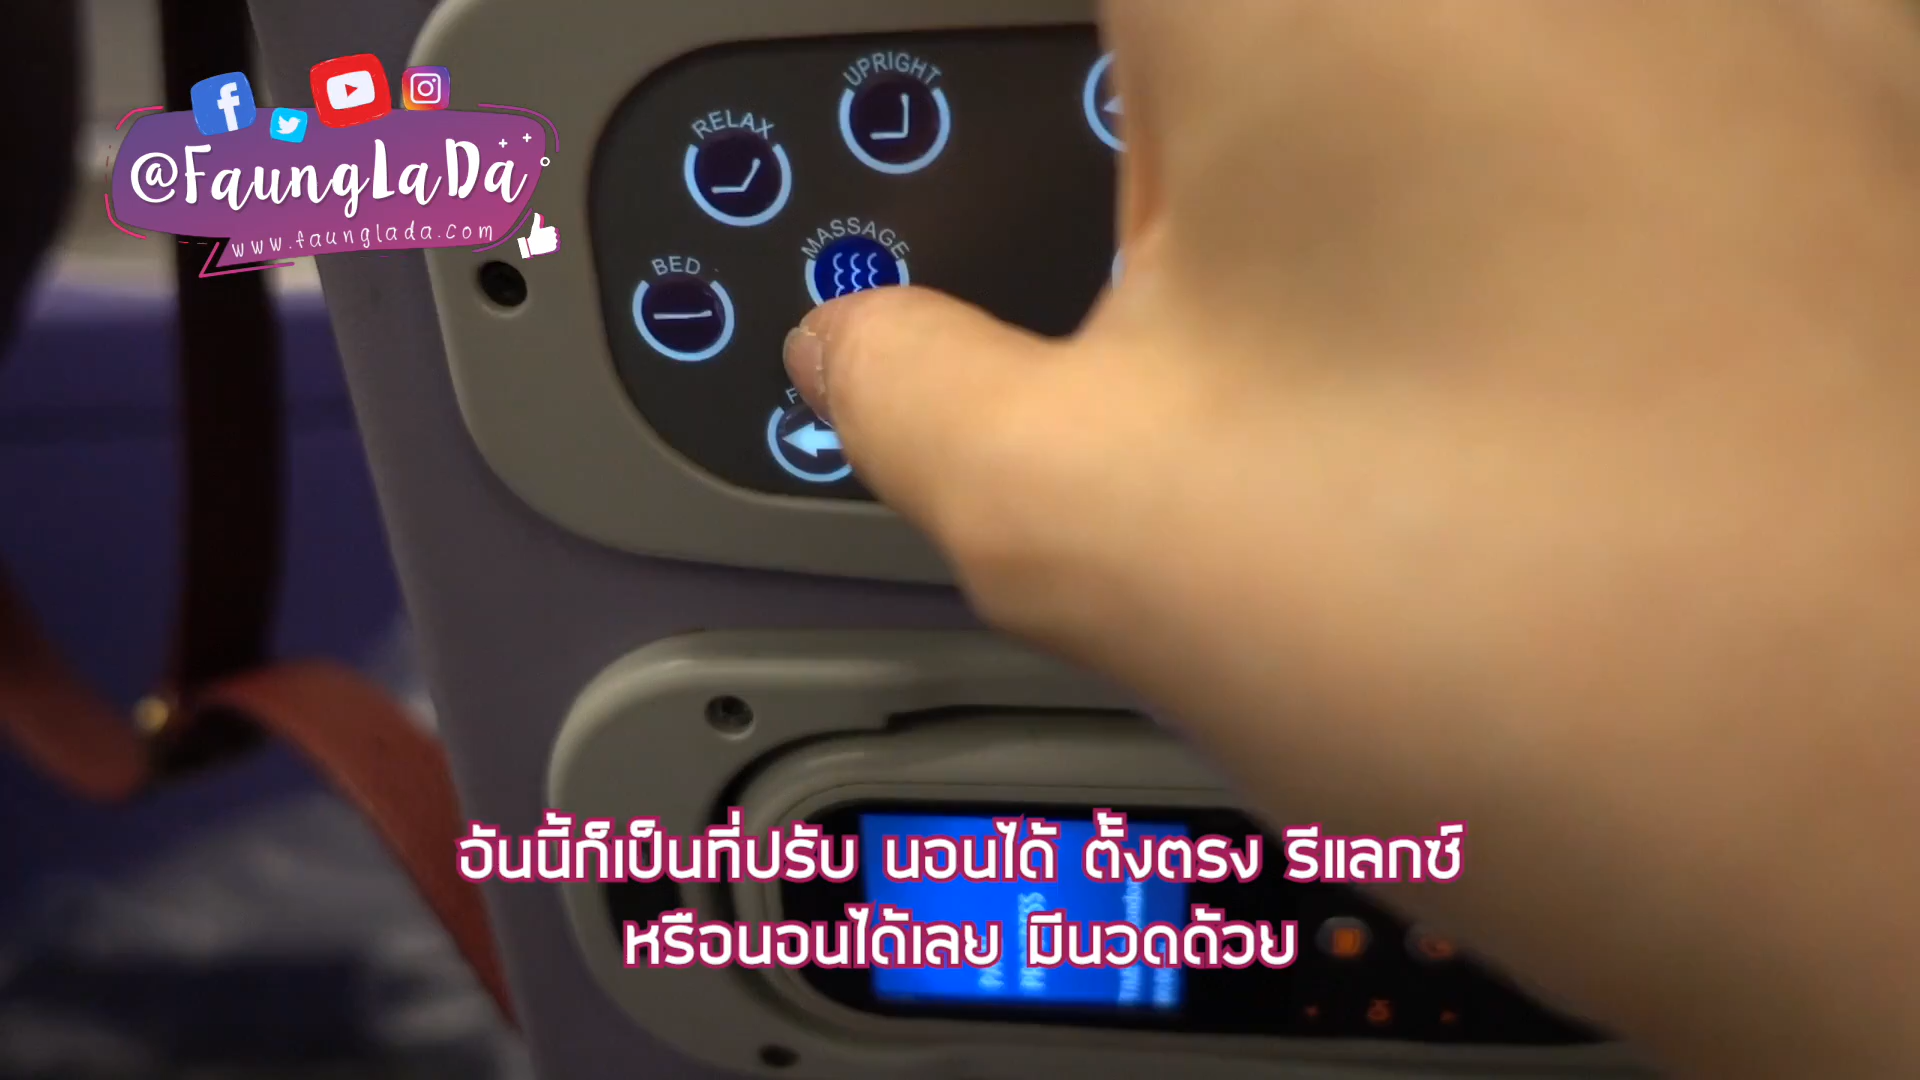 @FaungLaDa
www.faunglada.com
UPRIGHT
RELAX
MASSAGE
BED
อันนี้ก็เป็นที่ปรับ นอนได้ ตั้งตรง รีแลกซ์
หรือนอนได้เลย มีนวดด้วย